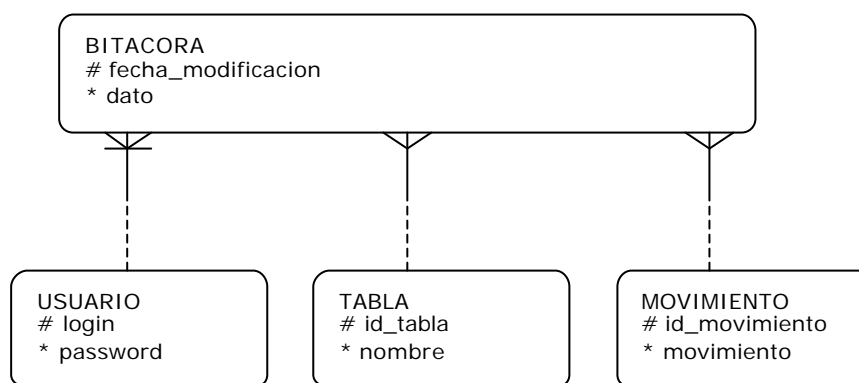 BITACORA
# fecha_modificacion
* dato
USUARIO
# login
* password
TABLA
# id_tabla
* nombre
MOVIMIENTO
# id_movimiento
* movimiento